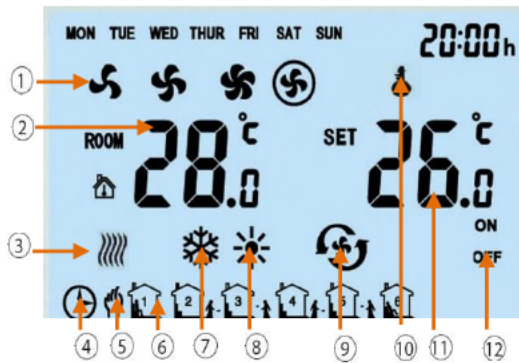 MON TUE WED THUR FRI SAT SUN 20:00h
①
② ROOM 28.0 °C SET 26.0 °C
③ ON
OFF
1 2 3 4 5 6
④ ⑤ ⑥ ⑦ ⑧ ⑨ ⑩ ⑪ ⑫